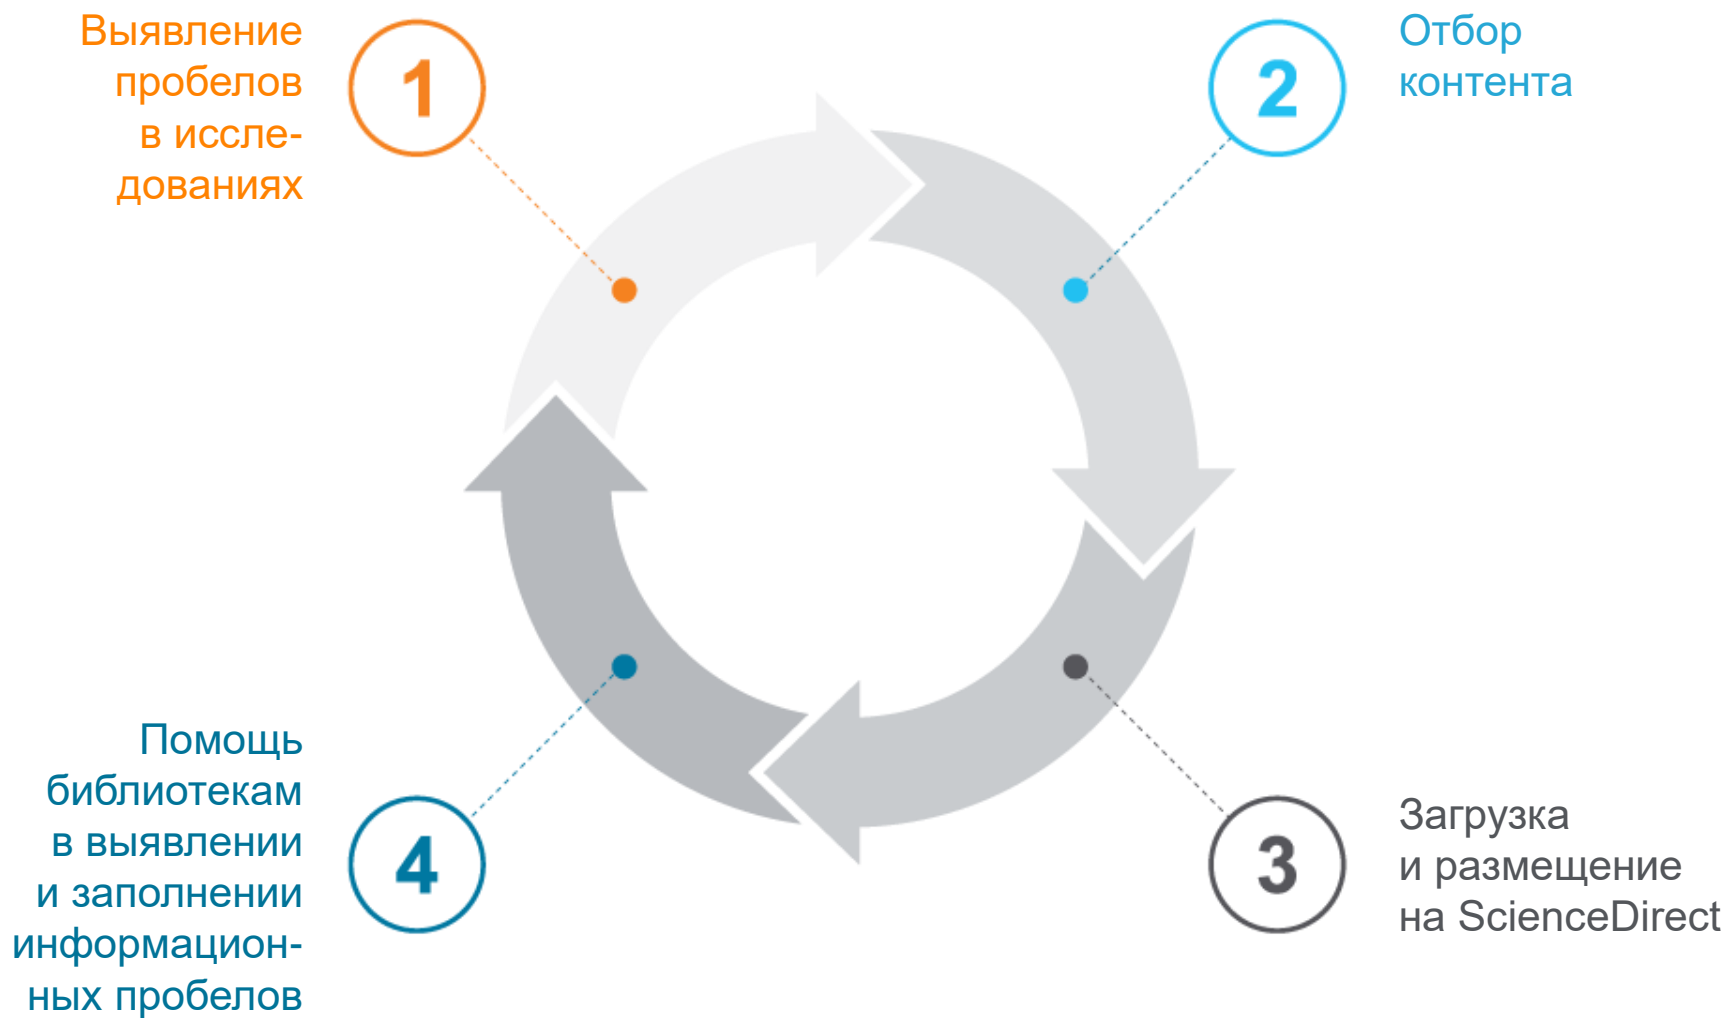 1
Выявление
пробелов
в иссле-
дованиях
2
Отбор
контента
3
Загрузка
и размещение
на ScienceDirect
4
Помощь
библиотекам
в выявлении
и заполнении
информацион-
ных пробелов